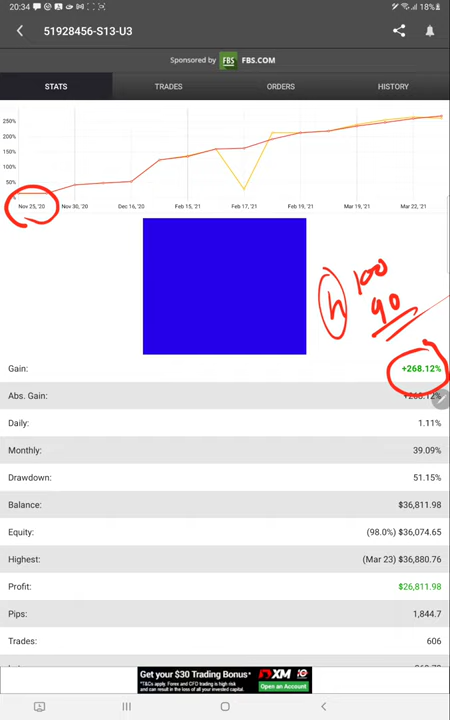 20:34 18%
51928456-S13-U3
Sponsored by FBS FBS.COM
STATS TRADES ORDERS HISTORY
250%
200%
150%
100%
50%
Nov 25, '20 Nov 30, '20 Dec 16, '20 Feb 15, '21 Feb 17, '21 Feb 19, '21 Mar 19, '21 Mar 22, '21
h 100
90
Gain: +268.12%
Abs. Gain: +268.12%
Daily: 1.11%
Monthly: 39.09%
Drawdown: 51.15%
Balance: $36,811.98
Equity: (98.0%) $36,074.65
Highest: (Mar 23) $36,880.76
Profit: $26,811.98
Pips: 1,844.7
Trades: 606
Get your $30 Trading Bonus* XM
*T&Cs apply. Forex and CFD trading is high risk
and can result in the loss of all your invested capital. Open an Account